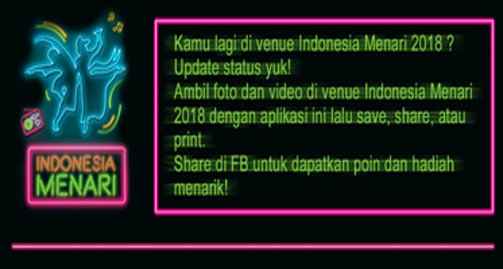 Kamu lagi di venue Indonesia Menari 2018 ?
Update status yuk!
Ambil foto dan video di venue Indonesia Menari
2018 dengan aplikasi ini lalu save, share, atau
print.
Share di FB untuk dapatkan poin dan hadiah
menarik!
INDONESIA
MENARI